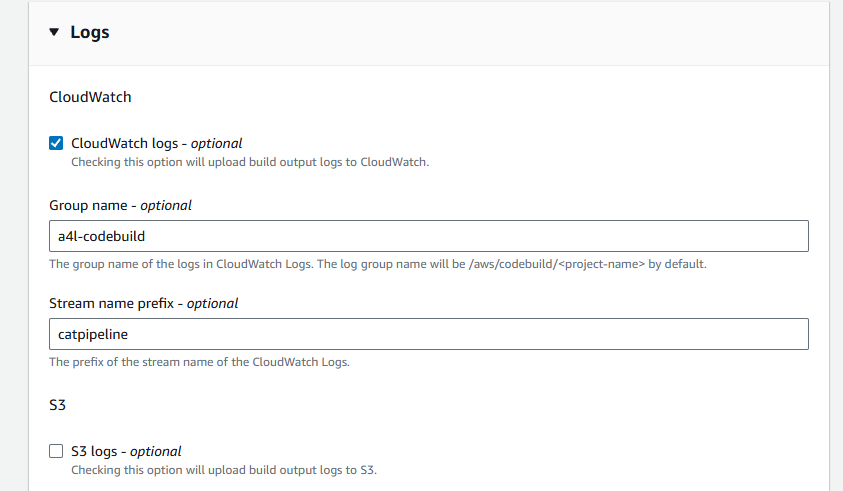 Logs
CloudWatch
CloudWatch logs - optional
Checking this option will upload build output logs to CloudWatch.
Group name - optional
a4l-codebuild
The group name of the logs in CloudWatch Logs. The log group name will be /aws/codebuild/<project-name> by default.
Stream name prefix - optional
catpipeline
The prefix of the stream name of the CloudWatch Logs.
S3
S3 logs - optional
Checking this option will upload build output logs to S3.